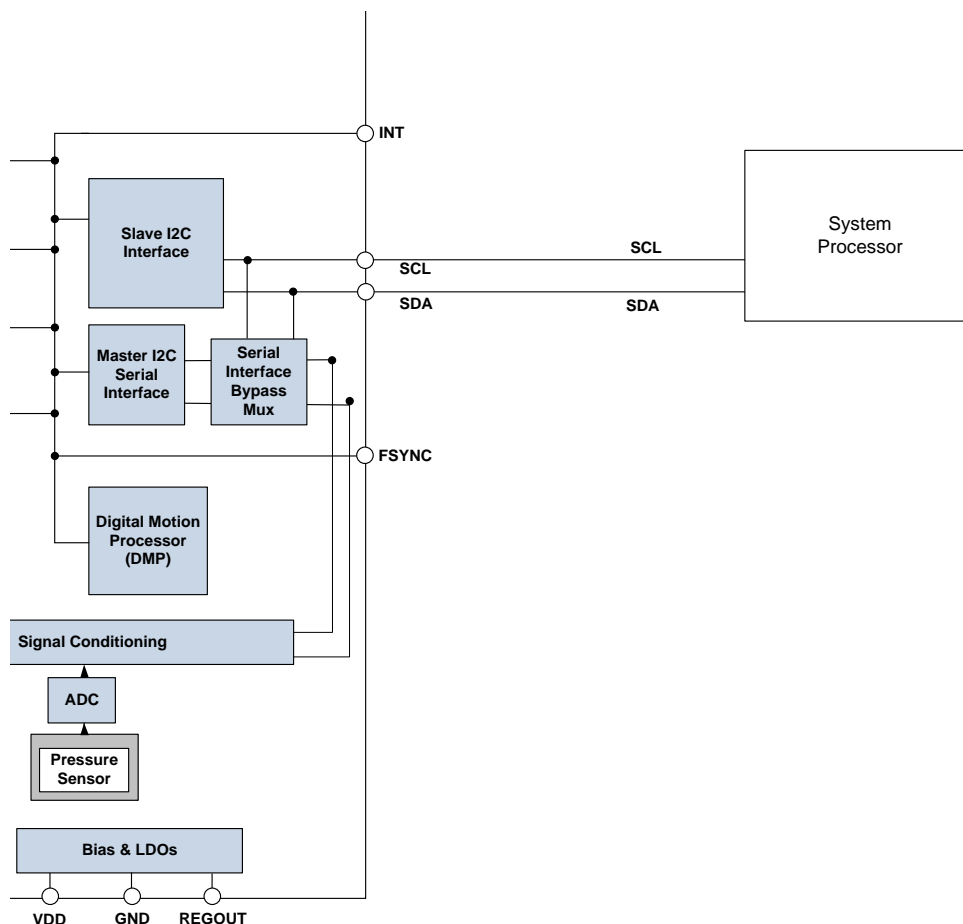 INT
Slave I2C
Interface
SCL
SCL
SDA
SDA
System
Processor
Master I2C
Serial
Interface
Serial
Interface
Bypass
Mux
FSYNC
Digital Motion
Processor
(DMP)
Signal Conditioning
ADC
Pressure
Sensor
Bias & LDOs
VDD
GND
REGOUT